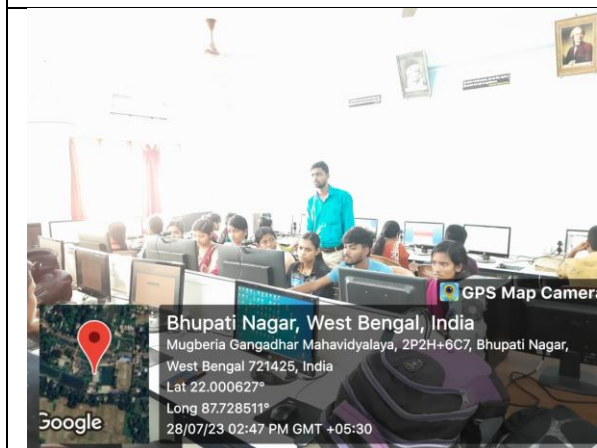 GPS Map Camera
Bhupati Nagar, West Bengal, India
Mugberia Gangadhar Mahavidyalaya, 2P2H+6C7, Bhupati Nagar,
West Bengal 721425, India
Lat 22.000627°
Long 87.728511°
28/07/23 02:47 PM GMT +05:30
Google